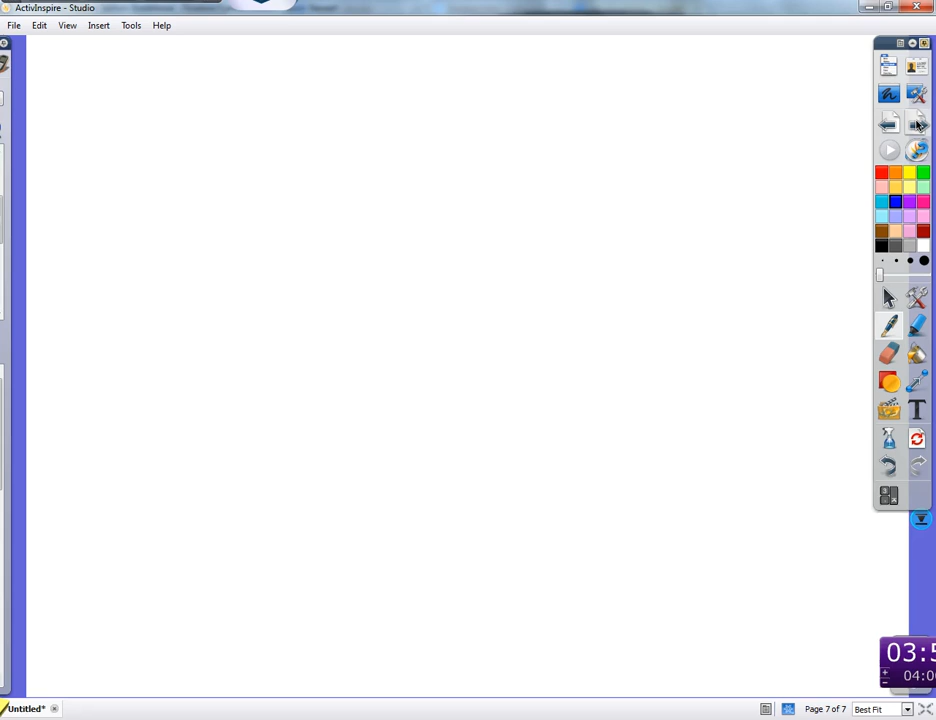 ActivInspire - Studio
File Edit View Insert Tools Help
T
03:5
04:0
Untitled* Page 7 of 7 Best Fit